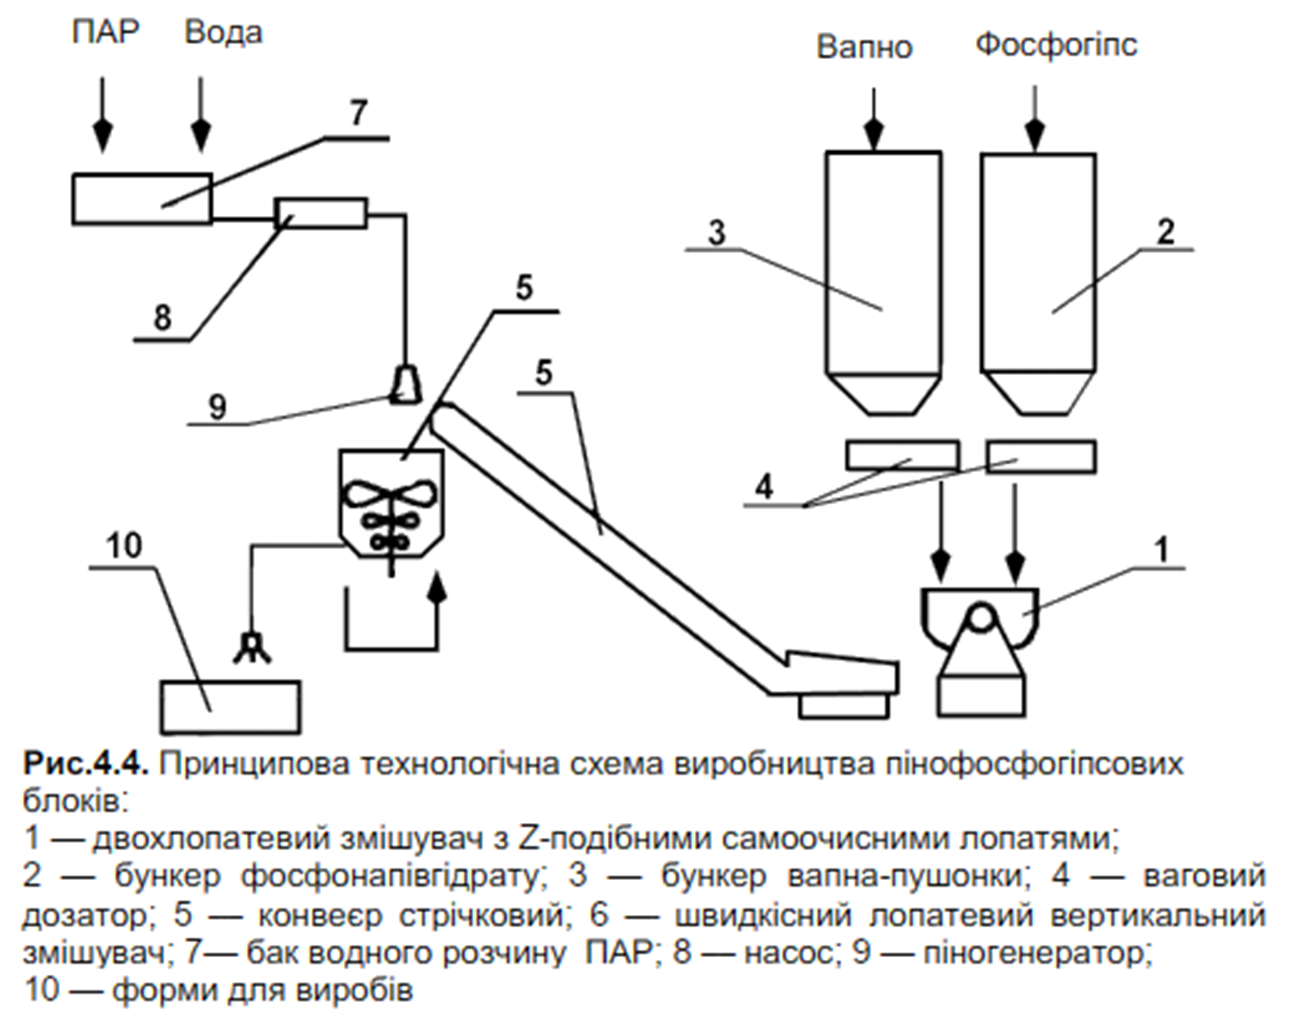 ПАР Вода
Вапно Фосфогіпс
7
3 2
5
8
5
9
4
10 1
Рис.4.4. Принципова технологічна схема виробництва пінофосфогіпсових
блоків:
1 — двохлопатевий змішувач з Z-подібними самоочисними лопатями;
2 — бункер фосфонапівгідрату; 3 — бункер вапна-пушонки; 4 — ваговий
дозатор; 5 — конвеєр стрічковий; 6 — швидкісний лопатевий вертикальний
змішувач; 7— бак водного розчину ПАР; 8 — насос; 9 — піногенератор;
10 — форми для виробів